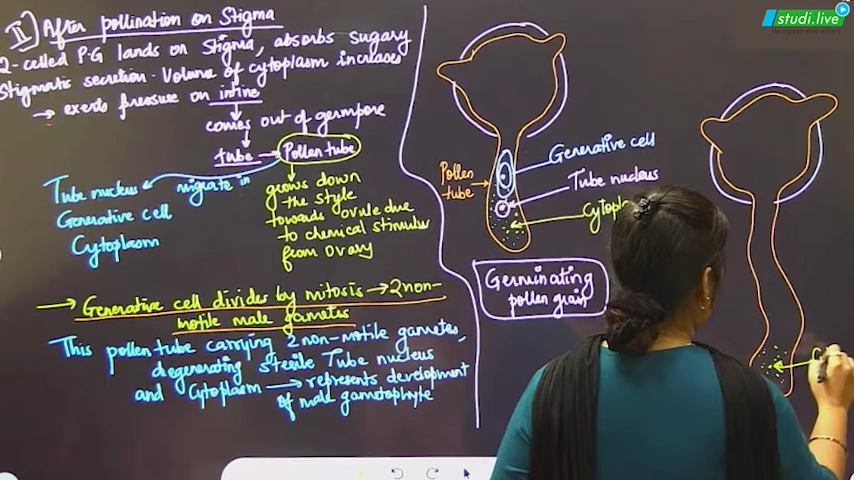 II] After pollination on Stigma
2-celled P.G lands on Stigma, absorbs sugary
Stigmatic secretion. Volume of cytoplasm increases
→ exerts pressure on intine
comes out of germpore
tube → Pollen tube
Tube nucleus
migrate in
Generative cell
Cytoplasm
grows down
the style
towards ovule due
to chemical stimulus
from ovary
→ Generative cell divides by mitosis → 2 non-
motile male gametes
This pollen tube carrying 2 non-motile gametes,
degenerating sterile Tube nucleus
and Cytoplasm → represents development
of male gametophyte
Generative cell
Pollen
tube
Tube nucleus
Germinating
pollen grain
studi.live